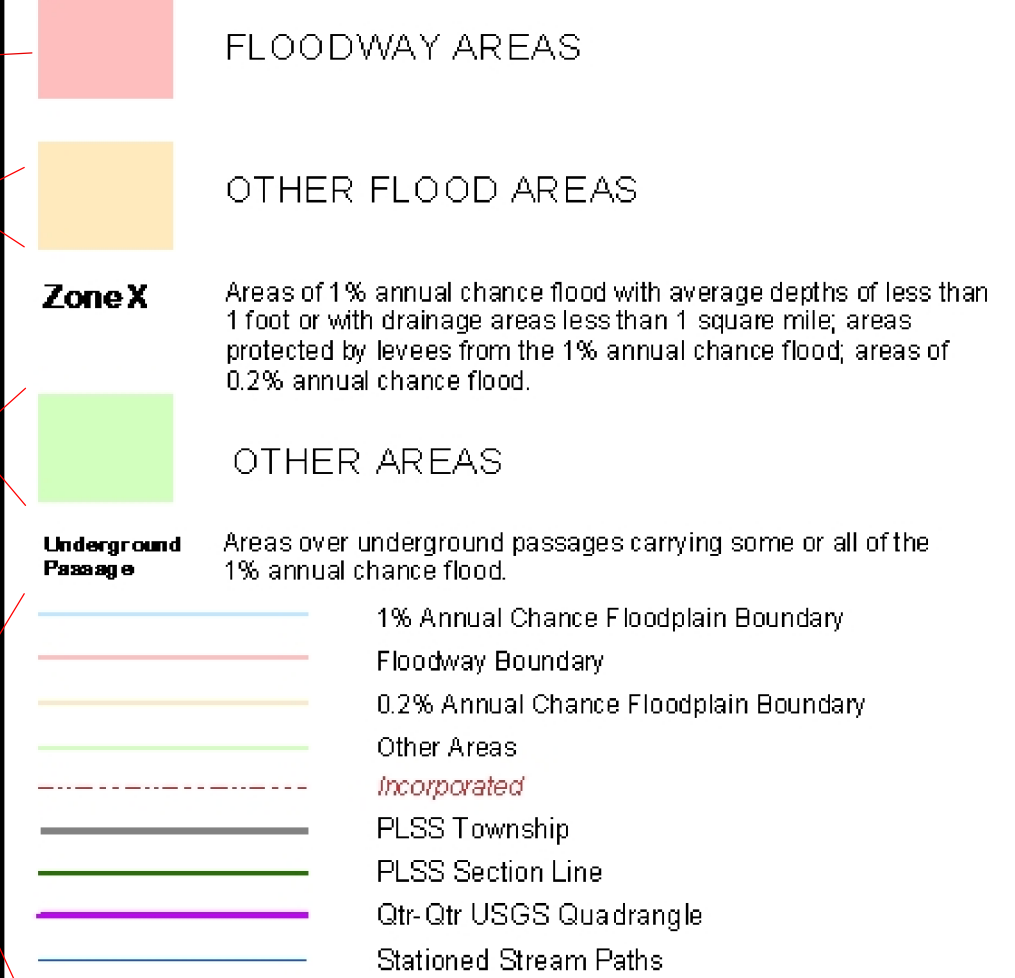 FLOODWAY AREAS
OTHER FLOOD AREAS
Zone X
Areas of 1% annual chance flood with average depths of less than
1 foot or with drainage areas less than 1 square mile; areas
protected by levees from the 1% annual chance flood; areas of
0.2% annual chance flood.
OTHER AREAS
Underground
Passage
Areas over underground passages carrying some or all of the
1% annual chance flood.
1% Annual Chance Floodplain Boundary
Floodway Boundary
0.2% Annual Chance Floodplain Boundary
Other Areas
Incorporated
PLSS Township
PLSS Section Line
Qtr-Qtr USGS Quadrangle
Stationed Stream Paths